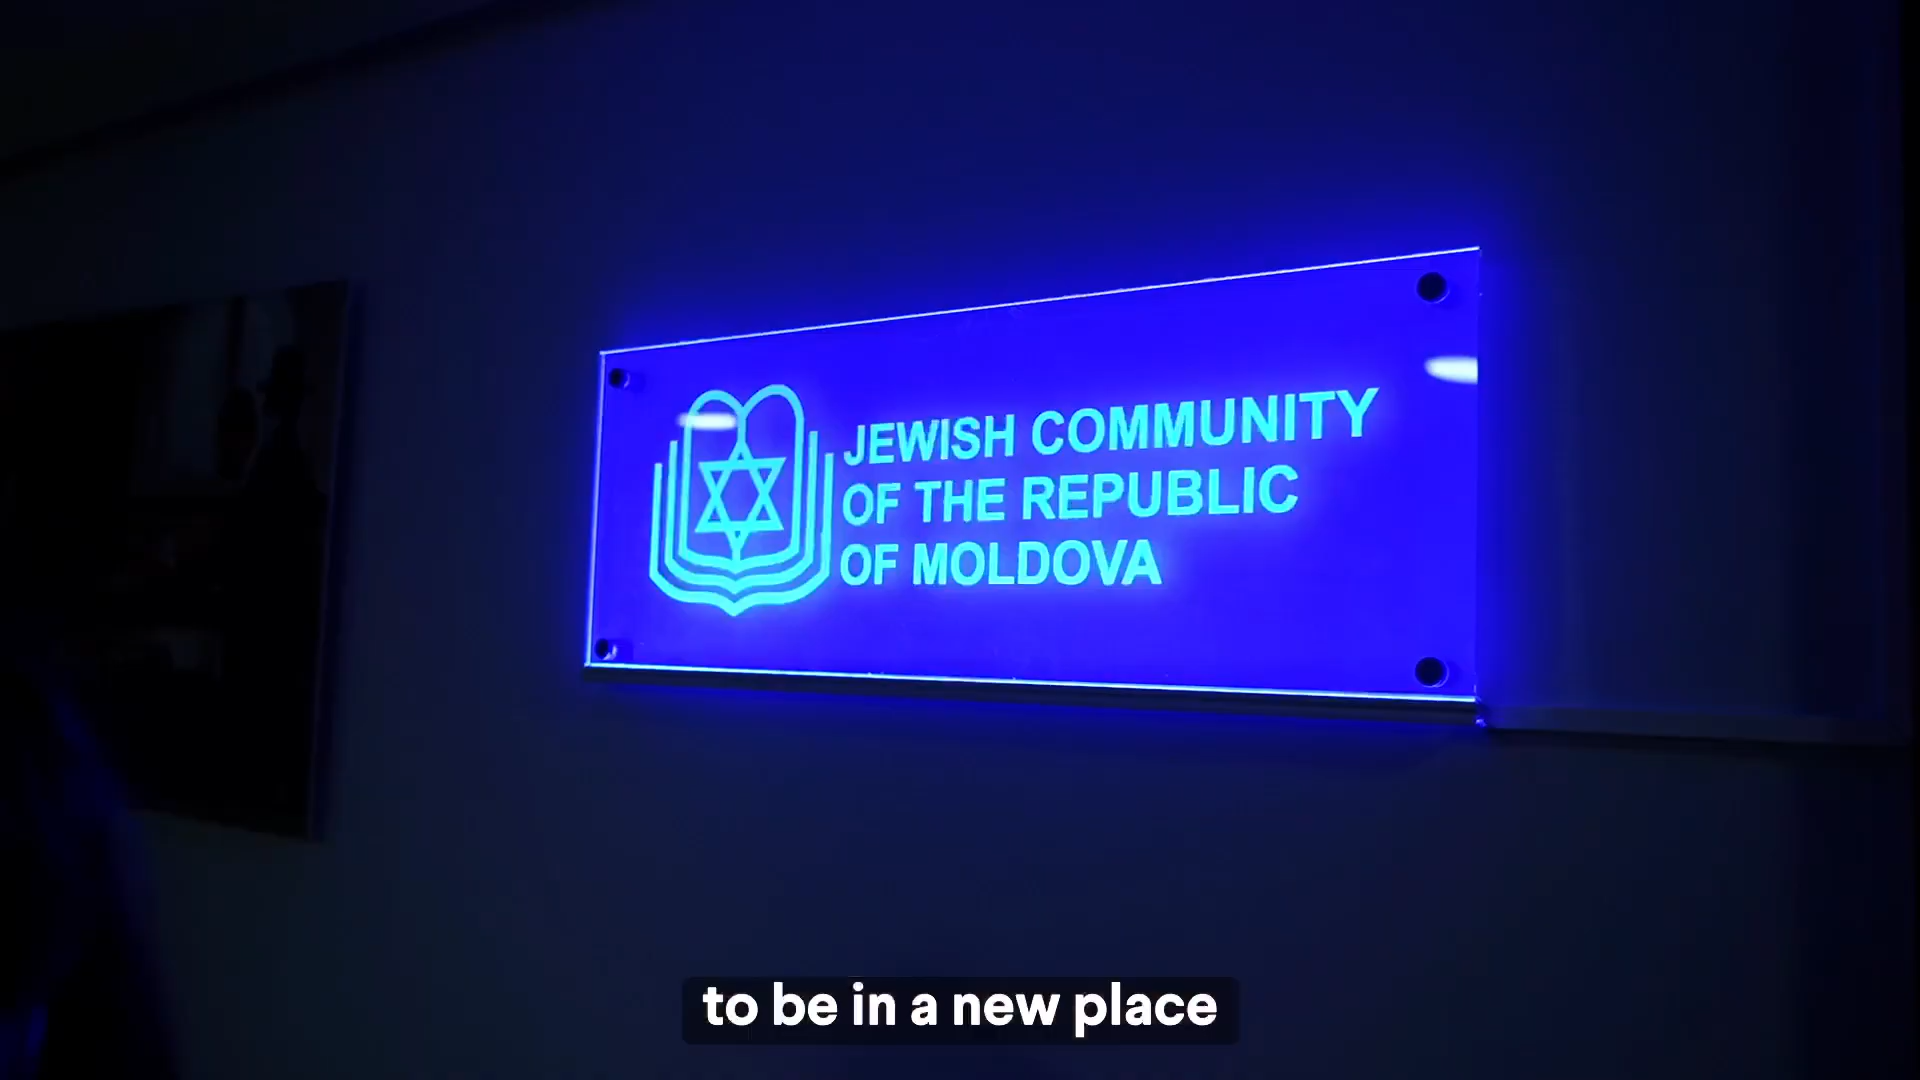 JEWISH COMMUNITY
OF THE REPUBLIC
OF MOLDOVA
to be in a new place